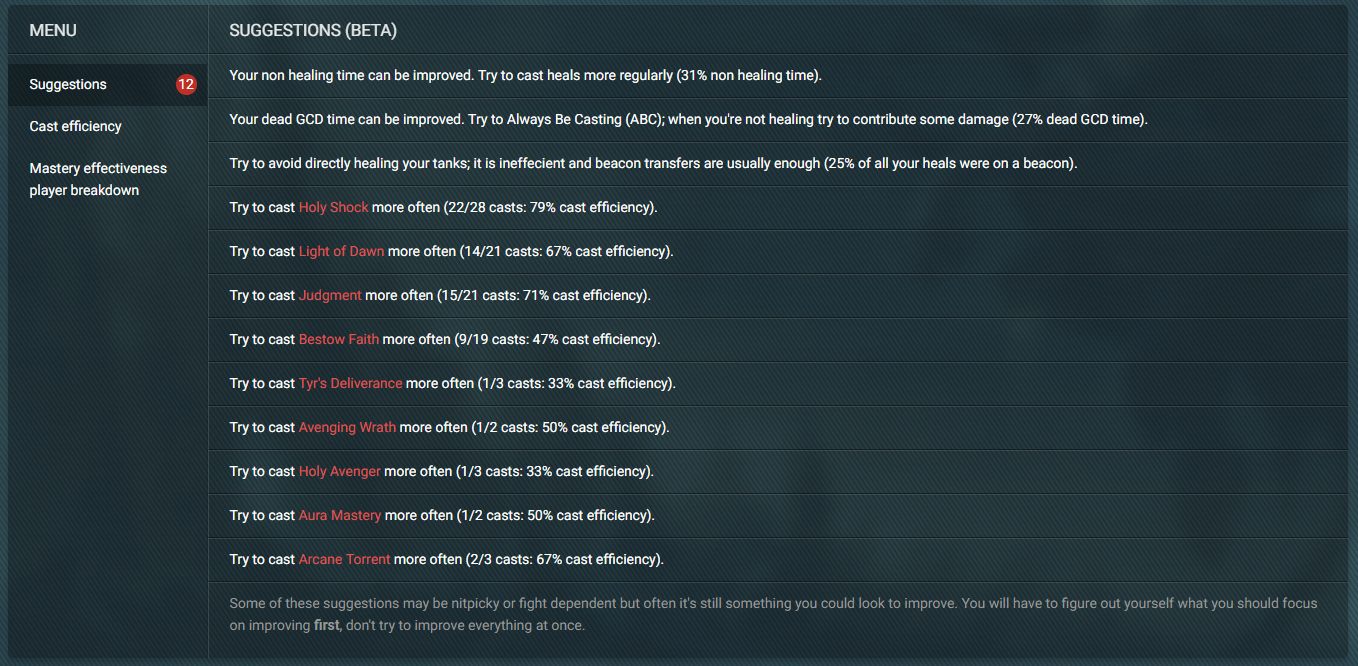 MENU
Suggestions
12
Cast efficiency
Mastery effectiveness
player breakdown
SUGGESTIONS (BETA)
Your non healing time can be improved. Try to cast heals more regularly (31% non healing time).
Your dead GCD time can be improved. Try to Always Be Casting (ABC); when you're not healing try to contribute some damage (27% dead GCD time).
Try to avoid directly healing your tanks; it is ineffecient and beacon transfers are usually enough (25% of all your heals were on a beacon).
Try to cast Holy Shock more often (22/28 casts: 79% cast efficiency).
Try to cast Light of Dawn more often (14/21 casts: 67% cast efficiency).
Try to cast Judgment more often (15/21 casts: 71% cast efficiency).
Try to cast Bestow Faith more often (9/19 casts: 47% cast efficiency).
Try to cast Tyr's Deliverance more often (1/3 casts: 33% cast efficiency).
Try to cast Avenging Wrath more often (1/2 casts: 50% cast efficiency).
Try to cast Holy Avenger more often (1/3 casts: 33% cast efficiency).
Try to cast Aura Mastery more often (1/2 casts: 50% cast efficiency).
Try to cast Arcane Torrent more often (2/3 casts: 67% cast efficiency).
Some of these suggestions may be nitpicky or fight dependent but often it's still something you could look to improve. You will have to figure out yourself what you should focus
on improving first, don't try to improve everything at once.